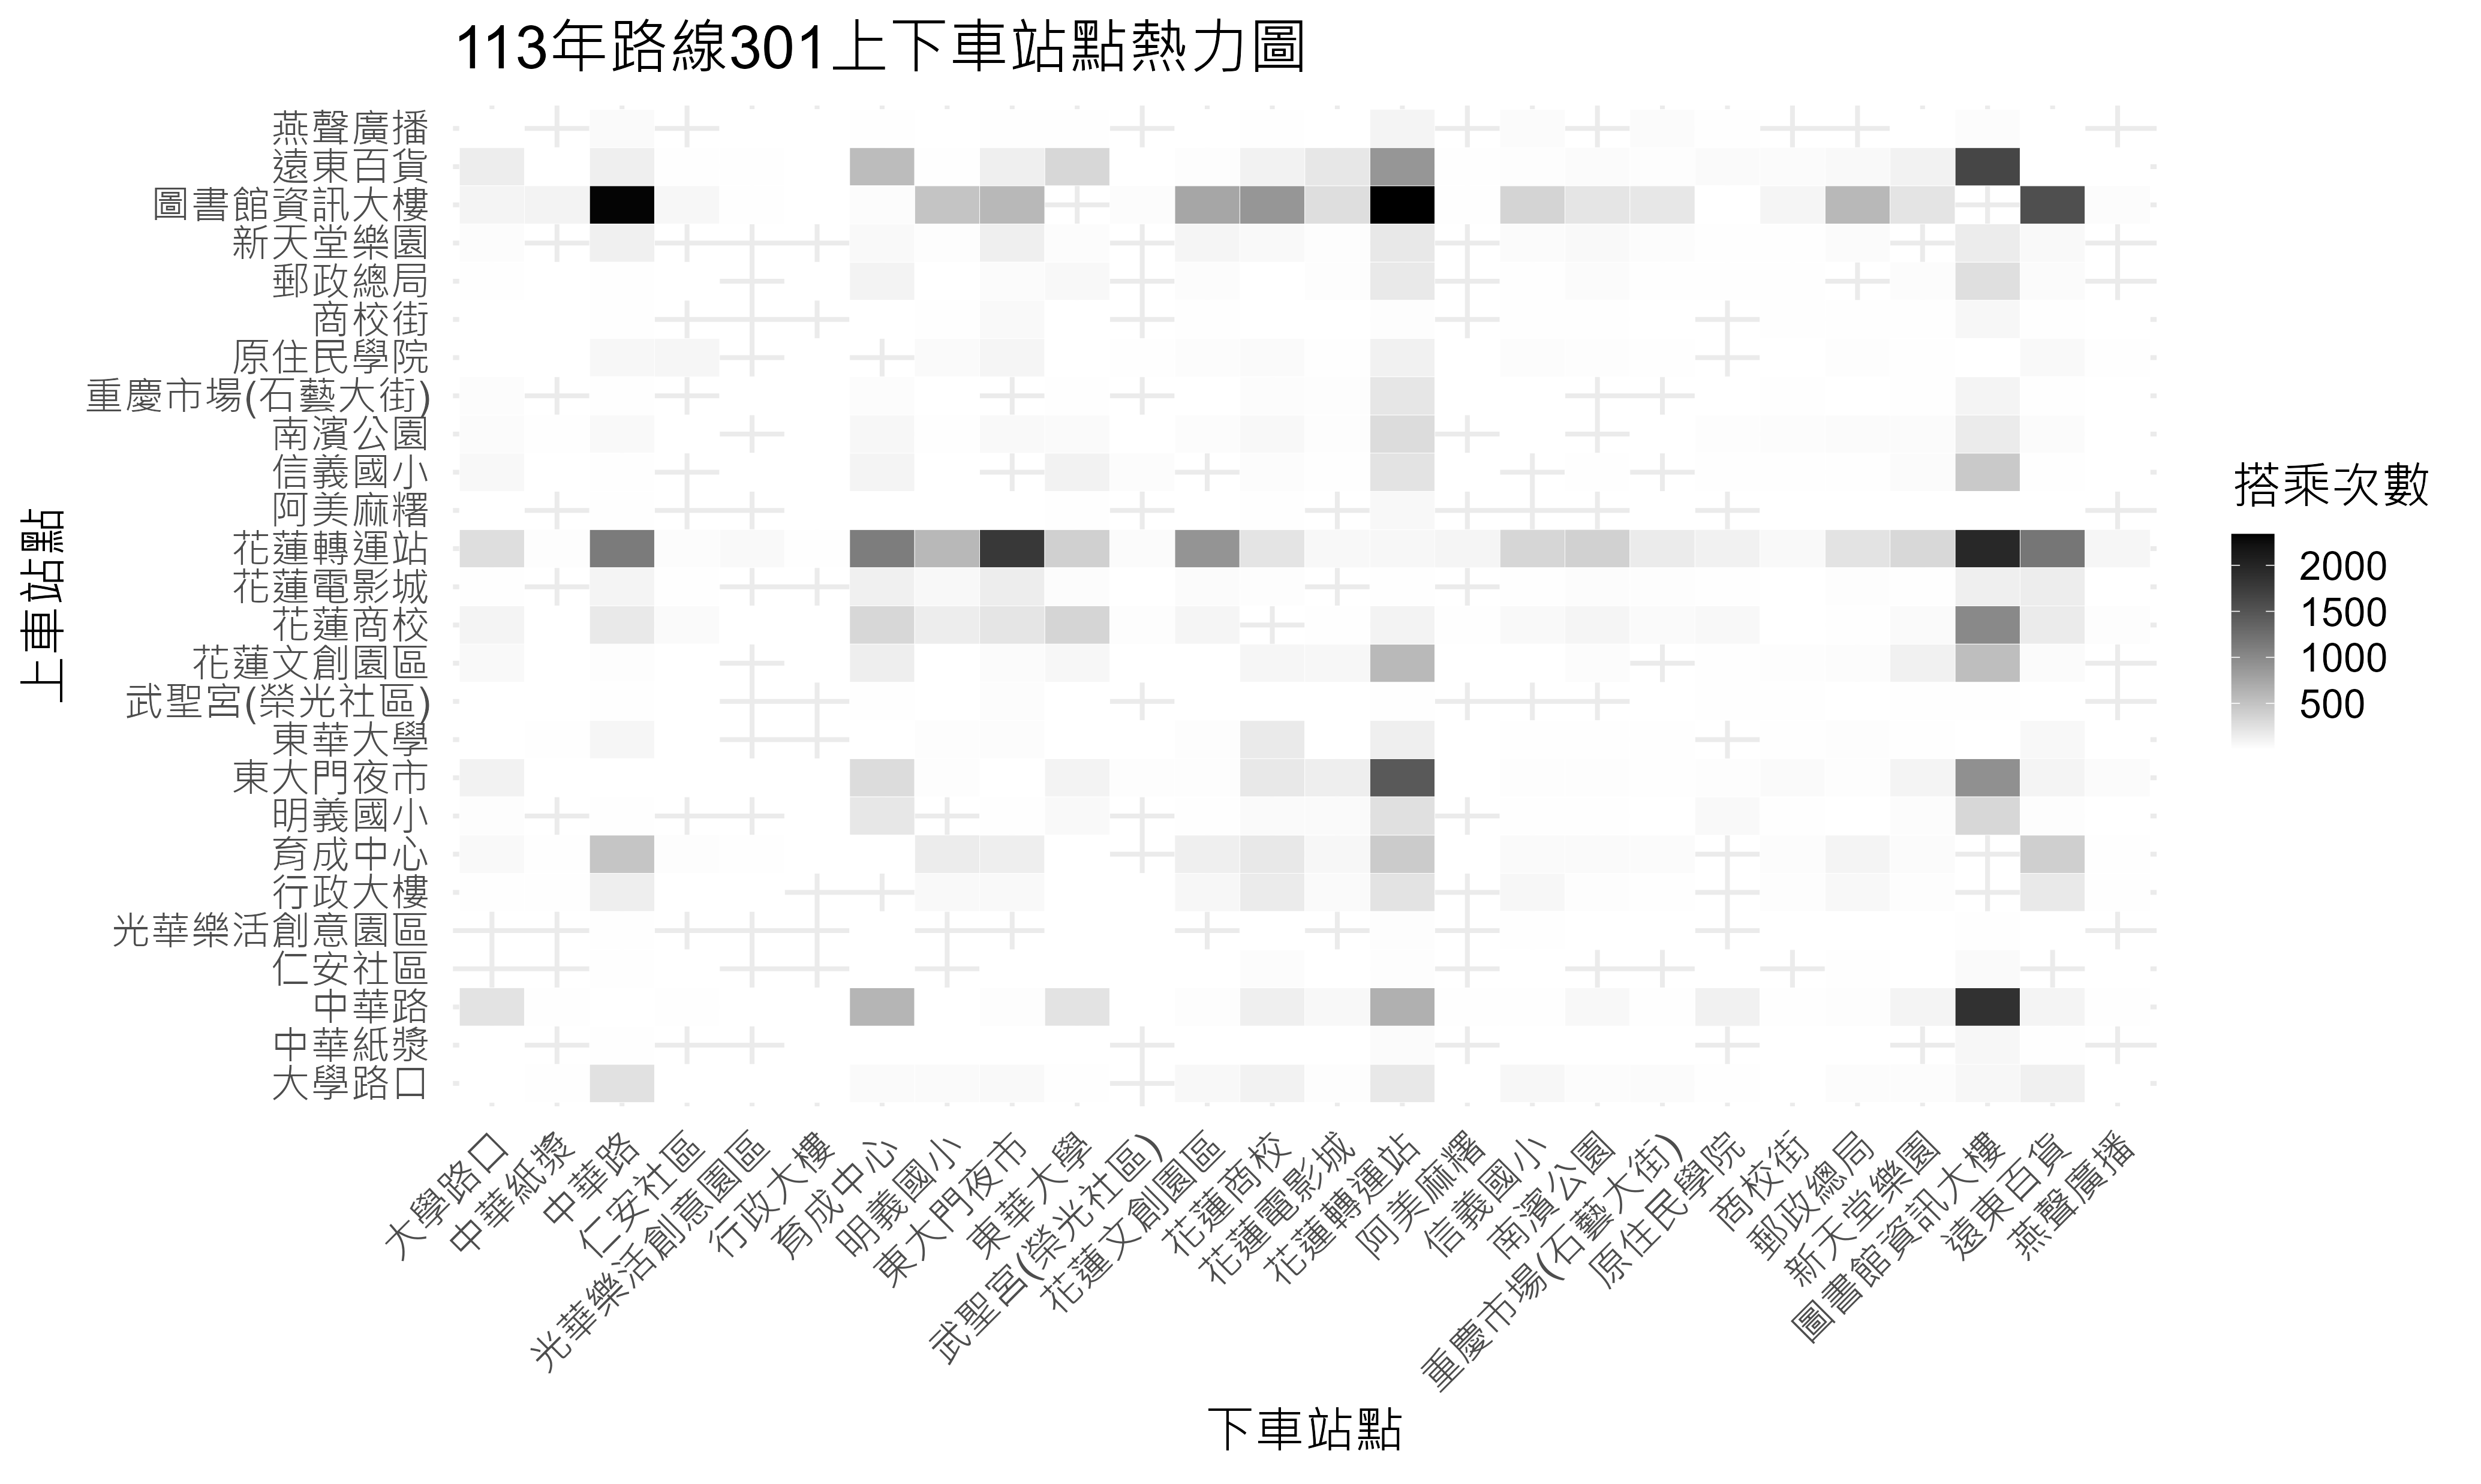 113年路線301上下車站點熱力圖
上車站點
燕聲廣播
遠東百貨
圖書館資訊大樓
新天堂樂園
郵政總局
商校街
原住民學院
重慶市場(石藝大街)
南濱公園
信義國小
阿美麻糬
花蓮轉運站
花蓮電影城
花蓮商校
花蓮文創園區
武聖宮(榮光社區)
東華大學
東大門夜市
明義國小
育成中心
行政大樓
光華樂活創意園區
仁安社區
中華路
中華紙漿
大學路口
大學路口
中華紙漿
中華路
仁安社區
光華樂活創意園區
行政大樓
育成中心
明義國小
東大門夜市
東華大學
武聖宮(榮光社區)
花蓮文創園區
花蓮商校
花蓮電影城
花蓮轉運站
阿美麻糬
信義國小
南濱公園
重慶市場(石藝大街)
原住民學院
商校街
郵政總局
新天堂樂園
圖書館資訊大樓
遠東百貨
燕聲廣播
下車站點
搭乘次數
2000
1500
1000
500